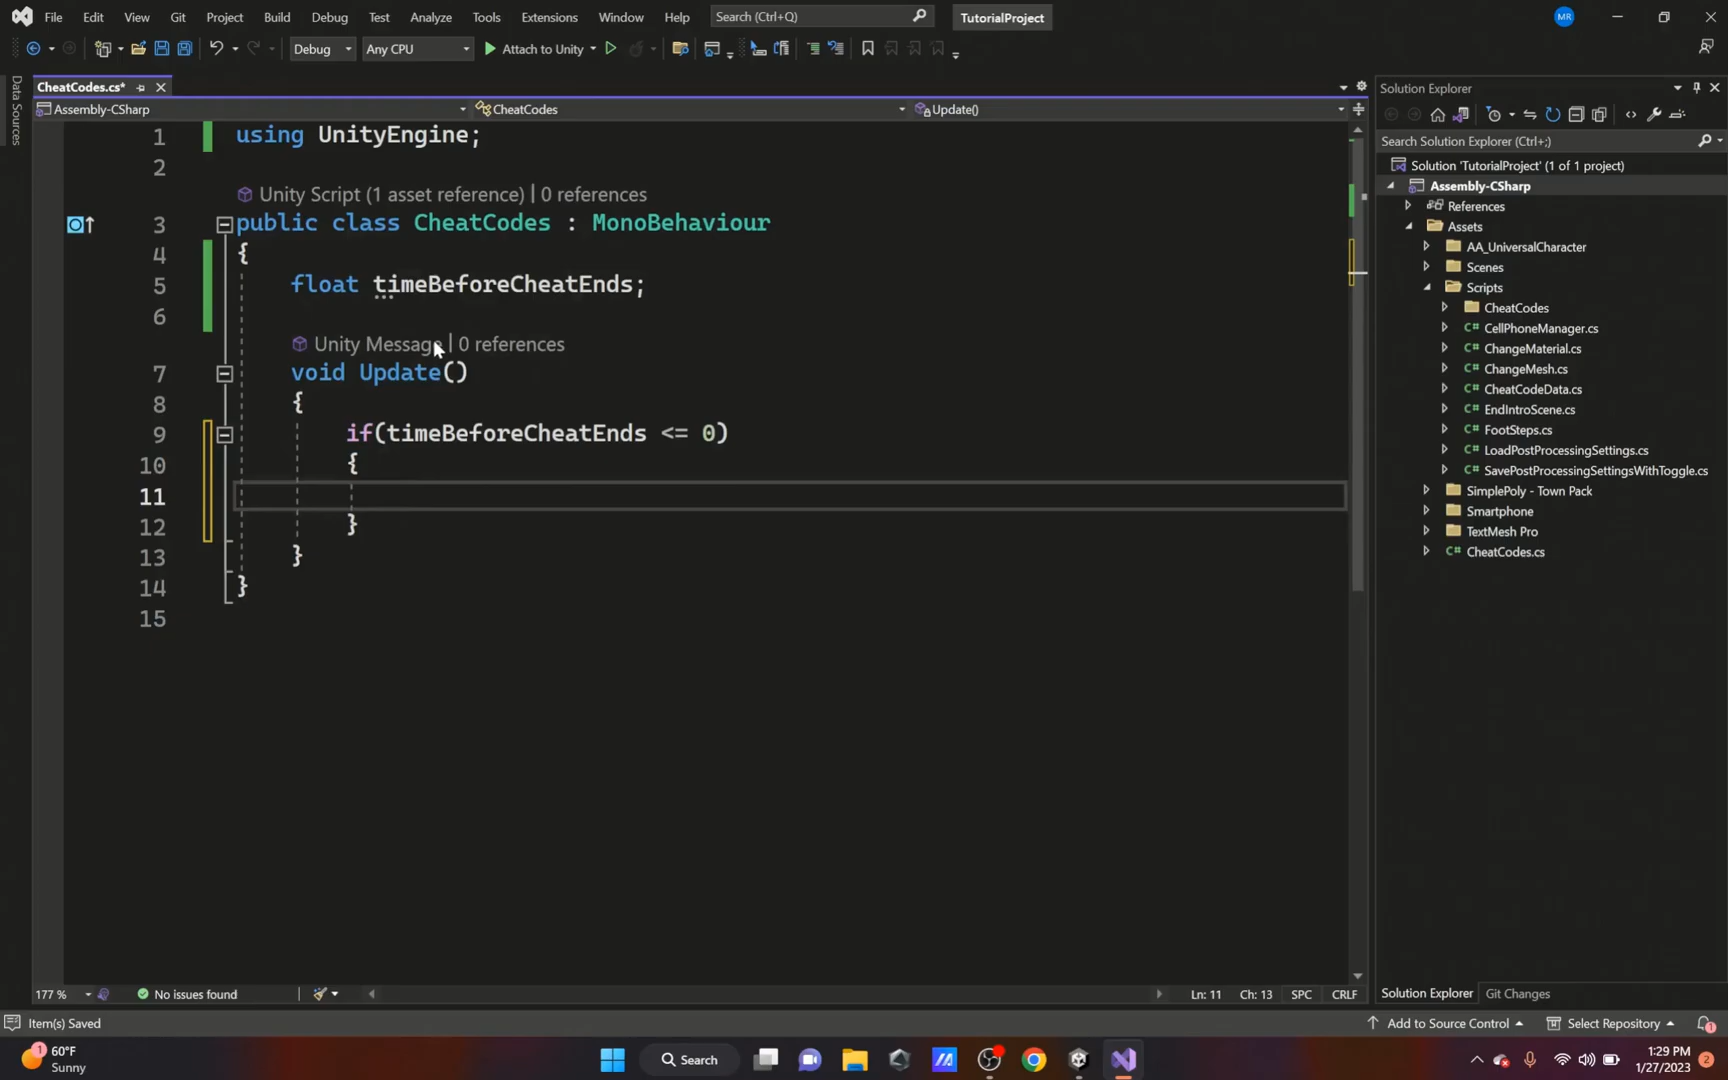 File Edit View Git Project Build Debug Test Analyze Tools Extensions Window Help Search (Ctrl+Q) TutorialProject MR
Debug Any CPU Attach to Unity
Data Sources
CheatCodes.cs*
Assembly-CSharp CheatCodes Update()
1 using UnityEngine;
2
Unity Script (1 asset reference) | 0 references
3 public class CheatCodes : MonoBehaviour
4 {
5 float timeBeforeCheatEnds;
6
Unity Message | 0 references
7 void Update()
8 {
9 if(timeBeforeCheatEnds <= 0)
10 {
11
12 }
13 }
14 }
15
Solution Explorer
Search Solution Explorer (Ctrl+;)
Solution 'TutorialProject' (1 of 1 project)
Assembly-CSharp
References
Assets
AA_UniversalCharacter
Scenes
Scripts
CheatCodes
C# CellPhoneManager.cs
C# ChangeMaterial.cs
C# ChangeMesh.cs
C# CheatCodeData.cs
C# EndIntroScene.cs
C# FootSteps.cs
C# LoadPostProcessingSettings.cs
C# SavePostProcessingSettingsWithToggle.cs
SimplePoly - Town Pack
Smartphone
TextMesh Pro
C# CheatCodes.cs
177 % No issues found Ln: 11 Ch: 13 SPC CRLF
Solution Explorer Git Changes
Item(s) Saved Add to Source Control Select Repository 1
1 60°F
Sunny
Search
1:29 PM
1/27/2023 2